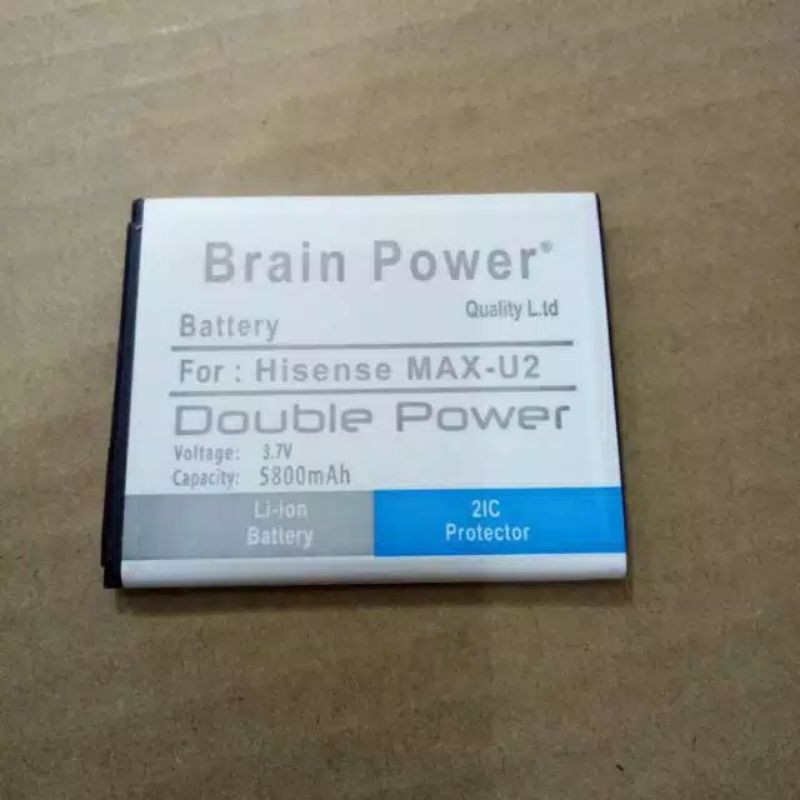 Brain Power®
Quality L.td
Battery
For : Hisense MAX-U2
Double Power
Voltage: 3.7V
Capacity: 5800mAh
Li-Ion
Battery
2IC
Protector